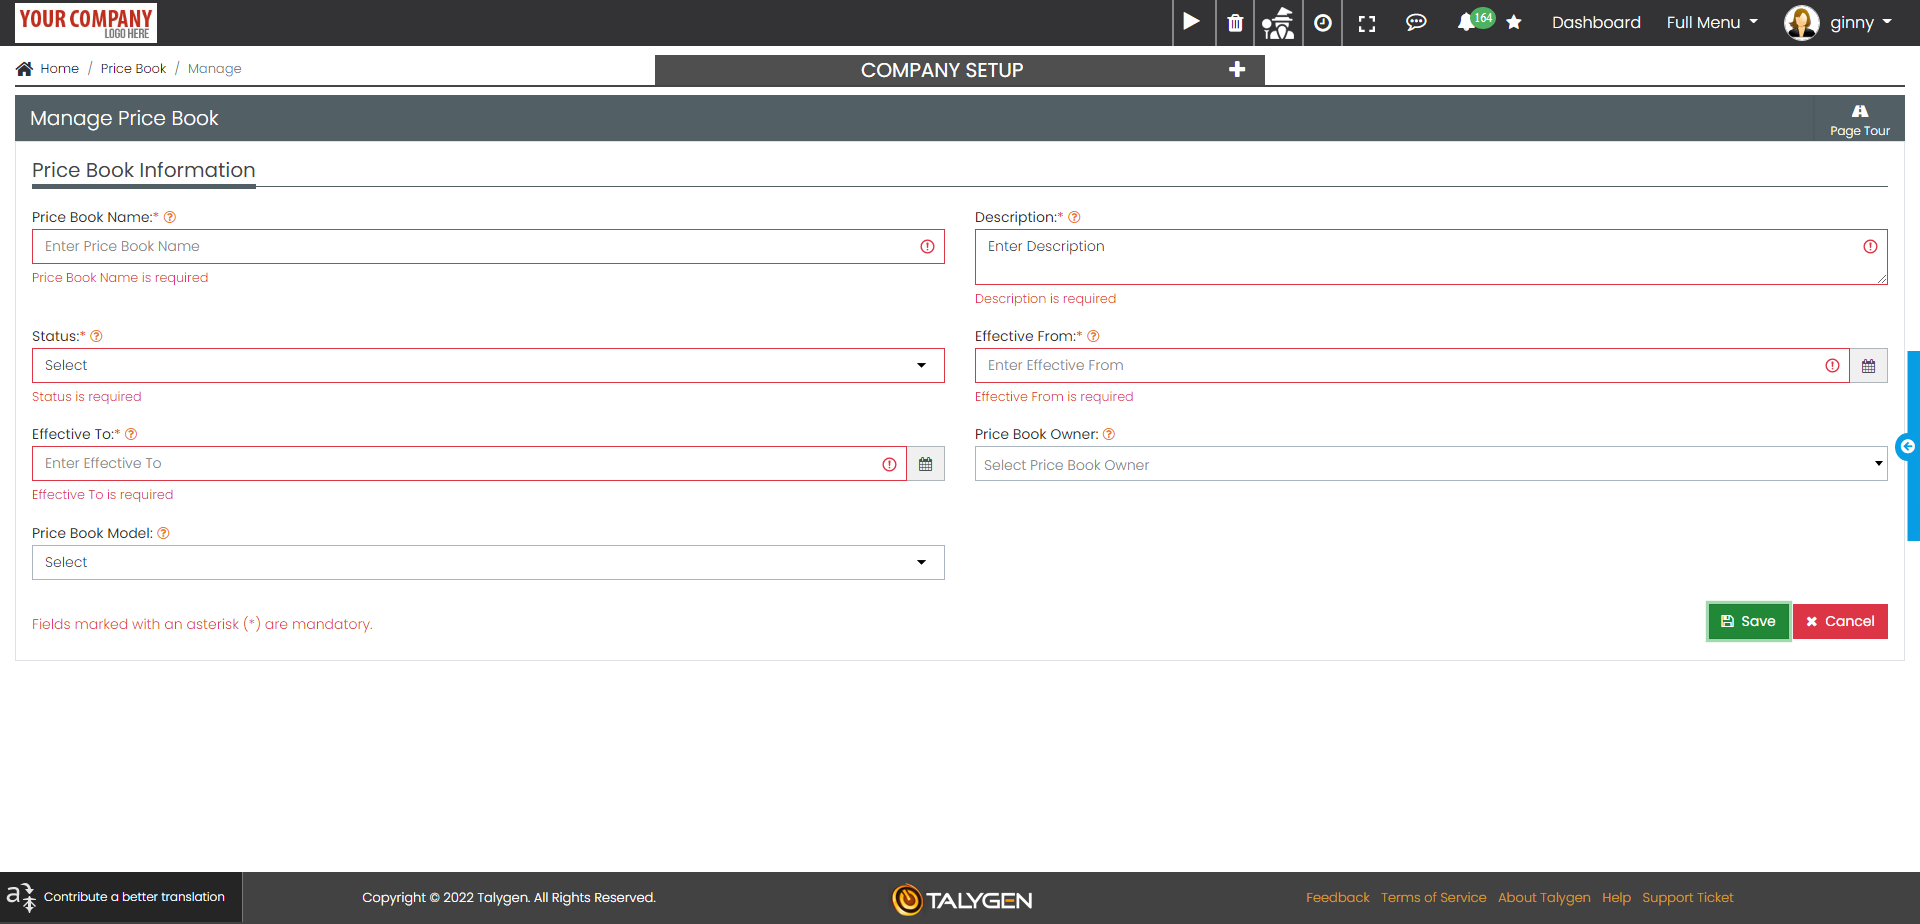 YOUR COMPANY
LOGO HERE
164
Dashboard
Full Menu
ginny
Home / Price Book / Manage
COMPANY SETUP
Manage Price Book
Page Tour
Price Book Information
Price Book Name:*
Enter Price Book Name
Price Book Name is required
Description:*
Enter Description
Description is required
Status:*
Select
Status is required
Effective From:*
Enter Effective From
Effective From is required
Effective To:*
Enter Effective To
Effective To is required
Price Book Owner:
Select Price Book Owner
Price Book Model:
Select
Fields marked with an asterisk (*) are mandatory.
Save
Cancel
Contribute a better translation
Copyright © 2022 Talygen. All Rights Reserved.
TALYGEN
Feedback Terms of Service About Talygen Help Support Ticket